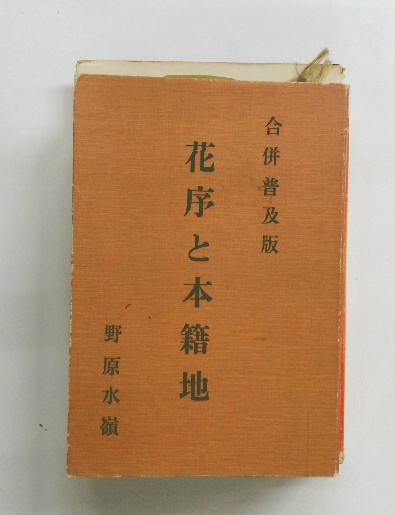 合併普及版
花序と本籍地
野原水嶺